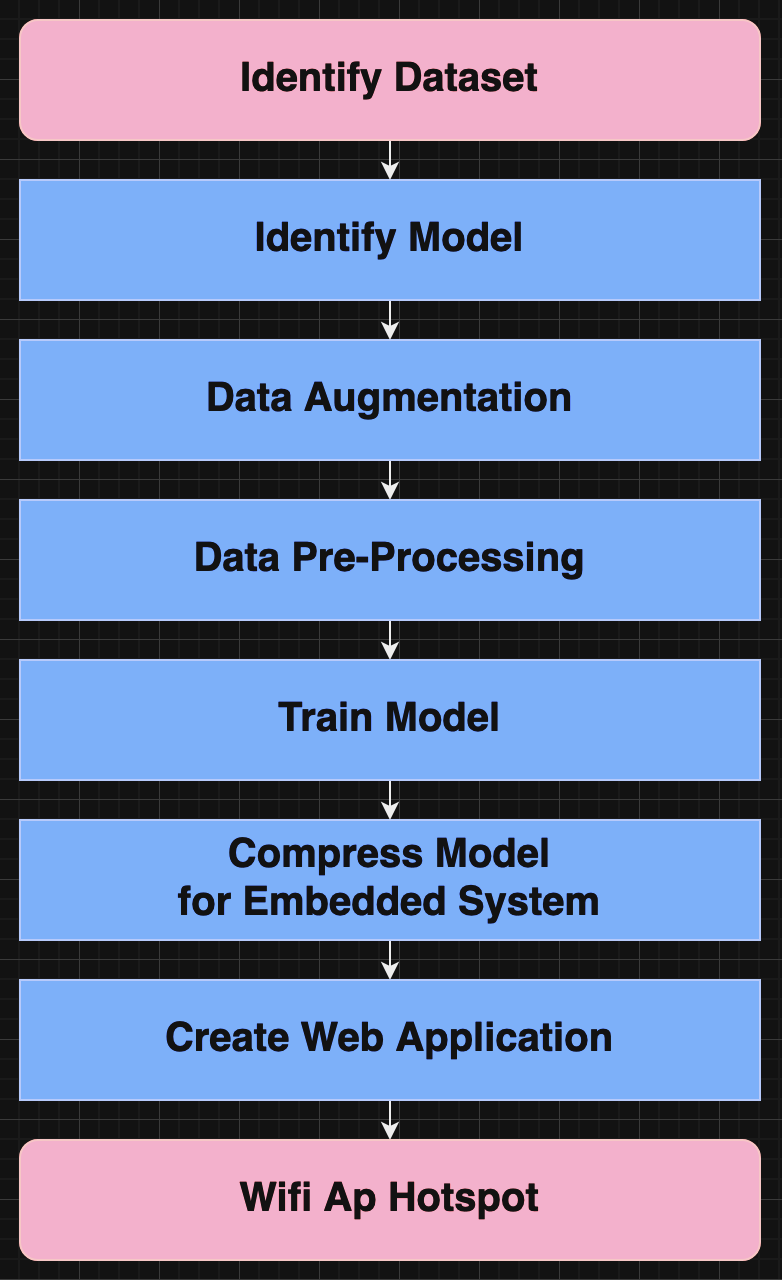 Identify Dataset
Identify Model
Data Augmentation
Data Pre-Processing
Train Model
Compress Model
for Embedded System
Create Web Application
Wifi Ap Hotspot